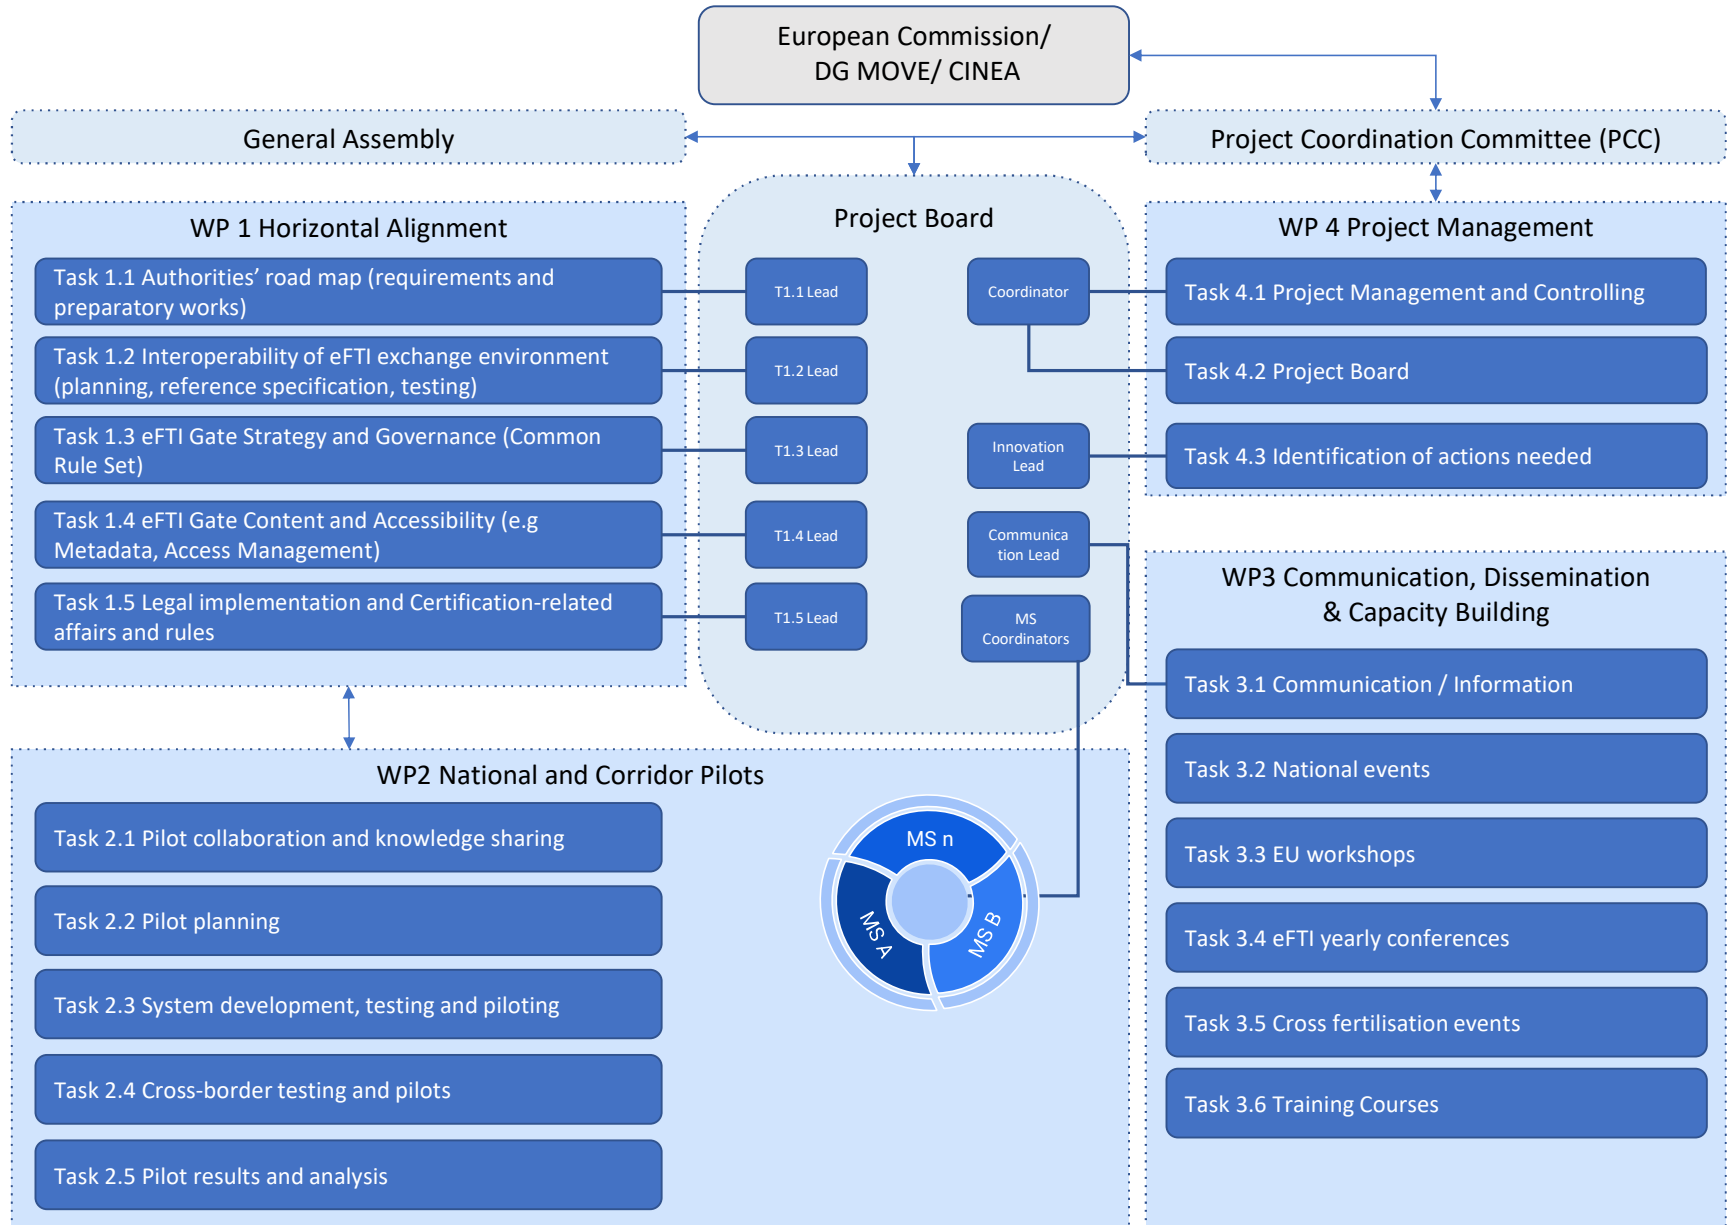 European Commission/
DG MOVE/ CINEA
General Assembly
Project Coordination Committee (PCC)
WP 1 Horizontal Alignment
Task 1.1 Authorities’ road map (requirements and
preparatory works)
Task 1.2 Interoperability of eFTI exchange environment
(planning, reference specification, testing)
Task 1.3 eFTI Gate Strategy and Governance (Common
Rule Set)
Task 1.4 eFTI Gate Content and Accessibility (e.g
Metadata, Access Management)
Task 1.5 Legal implementation and Certification-related
affairs and rules
Project Board
T1.1 Lead
T1.2 Lead
T1.3 Lead
T1.4 Lead
T1.5 Lead
Coordinator
Innovation
Lead
Communica
tion Lead
MS
Coordinators
WP 4 Project Management
Task 4.1 Project Management and Controlling
Task 4.2 Project Board
Task 4.3 Identification of actions needed
WP3 Communication, Dissemination
& Capacity Building
Task 3.1 Communication / Information
Task 3.2 National events
Task 3.3 EU workshops
Task 3.4 eFTI yearly conferences
Task 3.5 Cross fertilisation events
Task 3.6 Training Courses
WP2 National and Corridor Pilots
Task 2.1 Pilot collaboration and knowledge sharing
Task 2.2 Pilot planning
Task 2.3 System development, testing and piloting
Task 2.4 Cross-border testing and pilots
Task 2.5 Pilot results and analysis
MS n
MS A
MS B